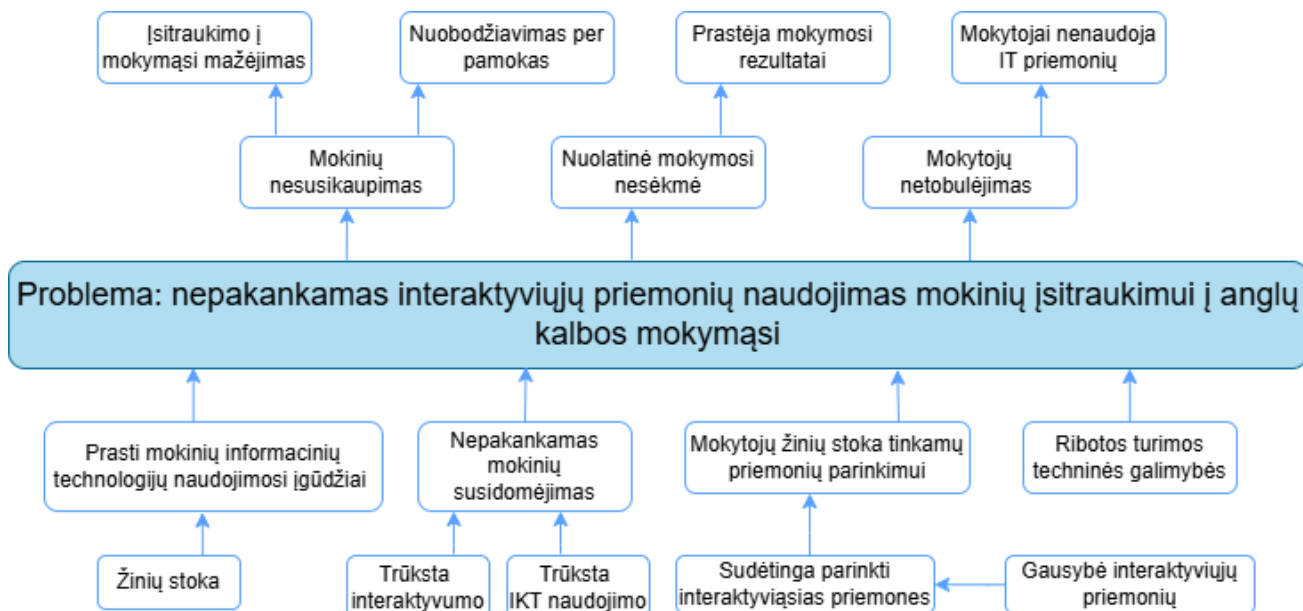 Įsitraukimo į
mokymąsi mažėjimas
Nuobodžiavimas per
pamokas
Prastėja mokymosi
rezultatai
Mokytojai nenaudoja
IT priemonių
Mokinių
nesusikaupimas
Nuolatinė mokymosi
nesėkmė
Mokytojų
netobulėjimas
Problema: nepakankamas interaktyviųjų priemonių naudojimas mokinių įsitraukimui į anglų
kalbos mokymąsi
Prasti mokinių informacinių
technologijų naudojimosi įgūdžiai
Nepakankamas
mokinių
susidomėjimas
Mokytojų žinių stoka tinkamų
priemonių parinkimui
Ribotos turimos
techninės galimybės
Žinių stoka
Trūksta
interaktyvumo
Trūksta
IKT naudojimo
Sudėtinga parinkti
interaktyviąsias priemones
Gausybė interaktyviųjų
priemonių